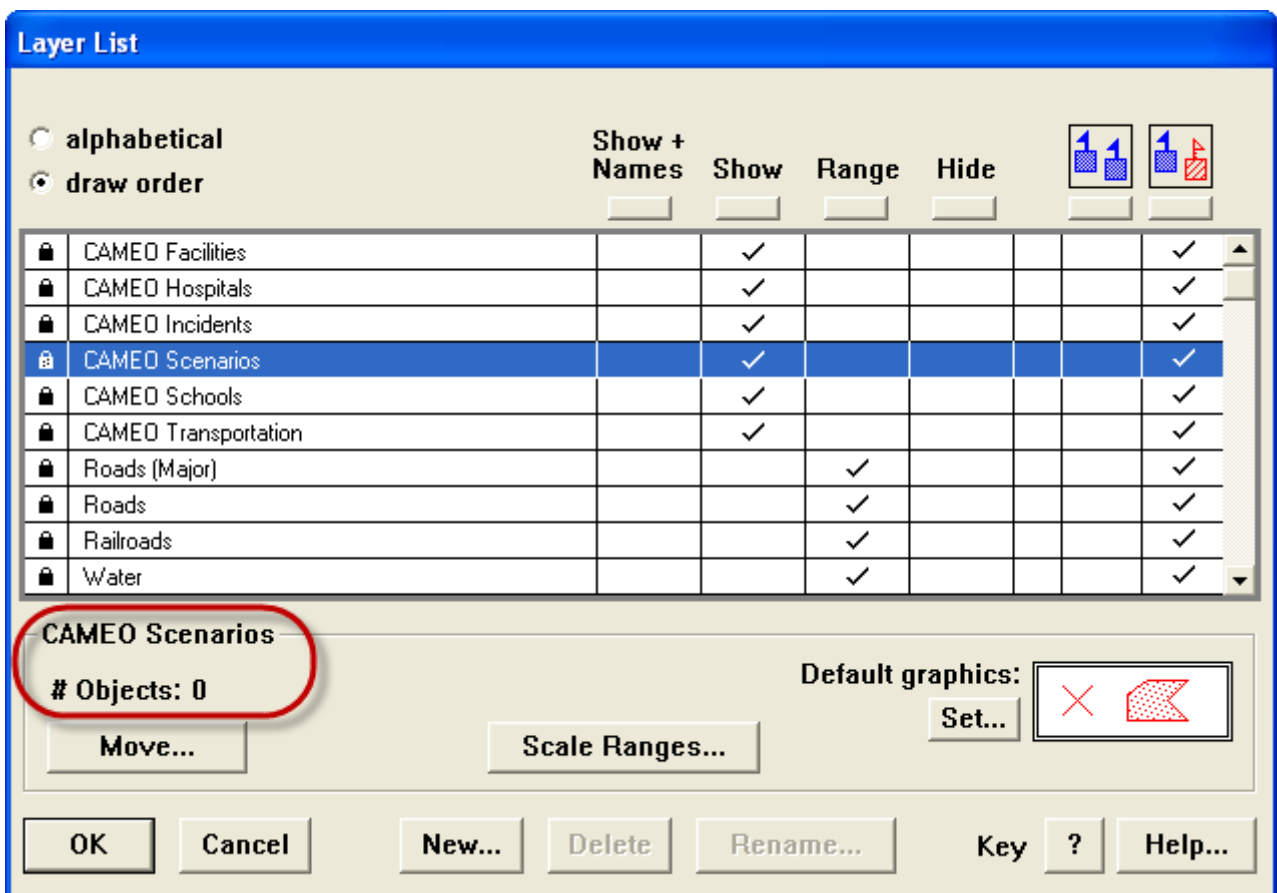 Layer List
alphabetical
draw order
Show +
Names
Show
Range
Hide
CAMEO Facilities
CAMEO Hospitals
CAMEO Incidents
CAMEO Scenarios
CAMEO Schools
CAMEO Transportation
Roads (Major)
Roads
Railroads
Water
CAMEO Scenarios
# Objects: 0
Default graphics:
Set...
Move...
Scale Ranges...
OK
Cancel
New...
Delete
Rename...
Key
?
Help...